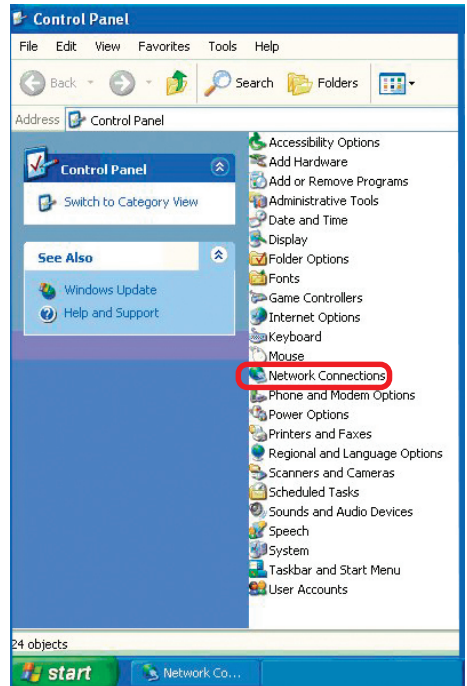 Control Panel
File Edit View Favorites Tools Help
Back Search Folders
Address Control Panel
Control Panel
Switch to Category View
See Also
Windows Update
Help and Support
Accessibility Options
Add Hardware
Add or Remove Programs
Administrative Tools
Date and Time
Display
Folder Options
Fonts
Game Controllers
Internet Options
Keyboard
Mouse
Network Connections
Phone and Modem Options
Power Options
Printers and Faxes
Regional and Language Options
Scanners and Cameras
Scheduled Tasks
Sounds and Audio Devices
Speech
System
Taskbar and Start Menu
User Accounts
24 objects
start Network Co...